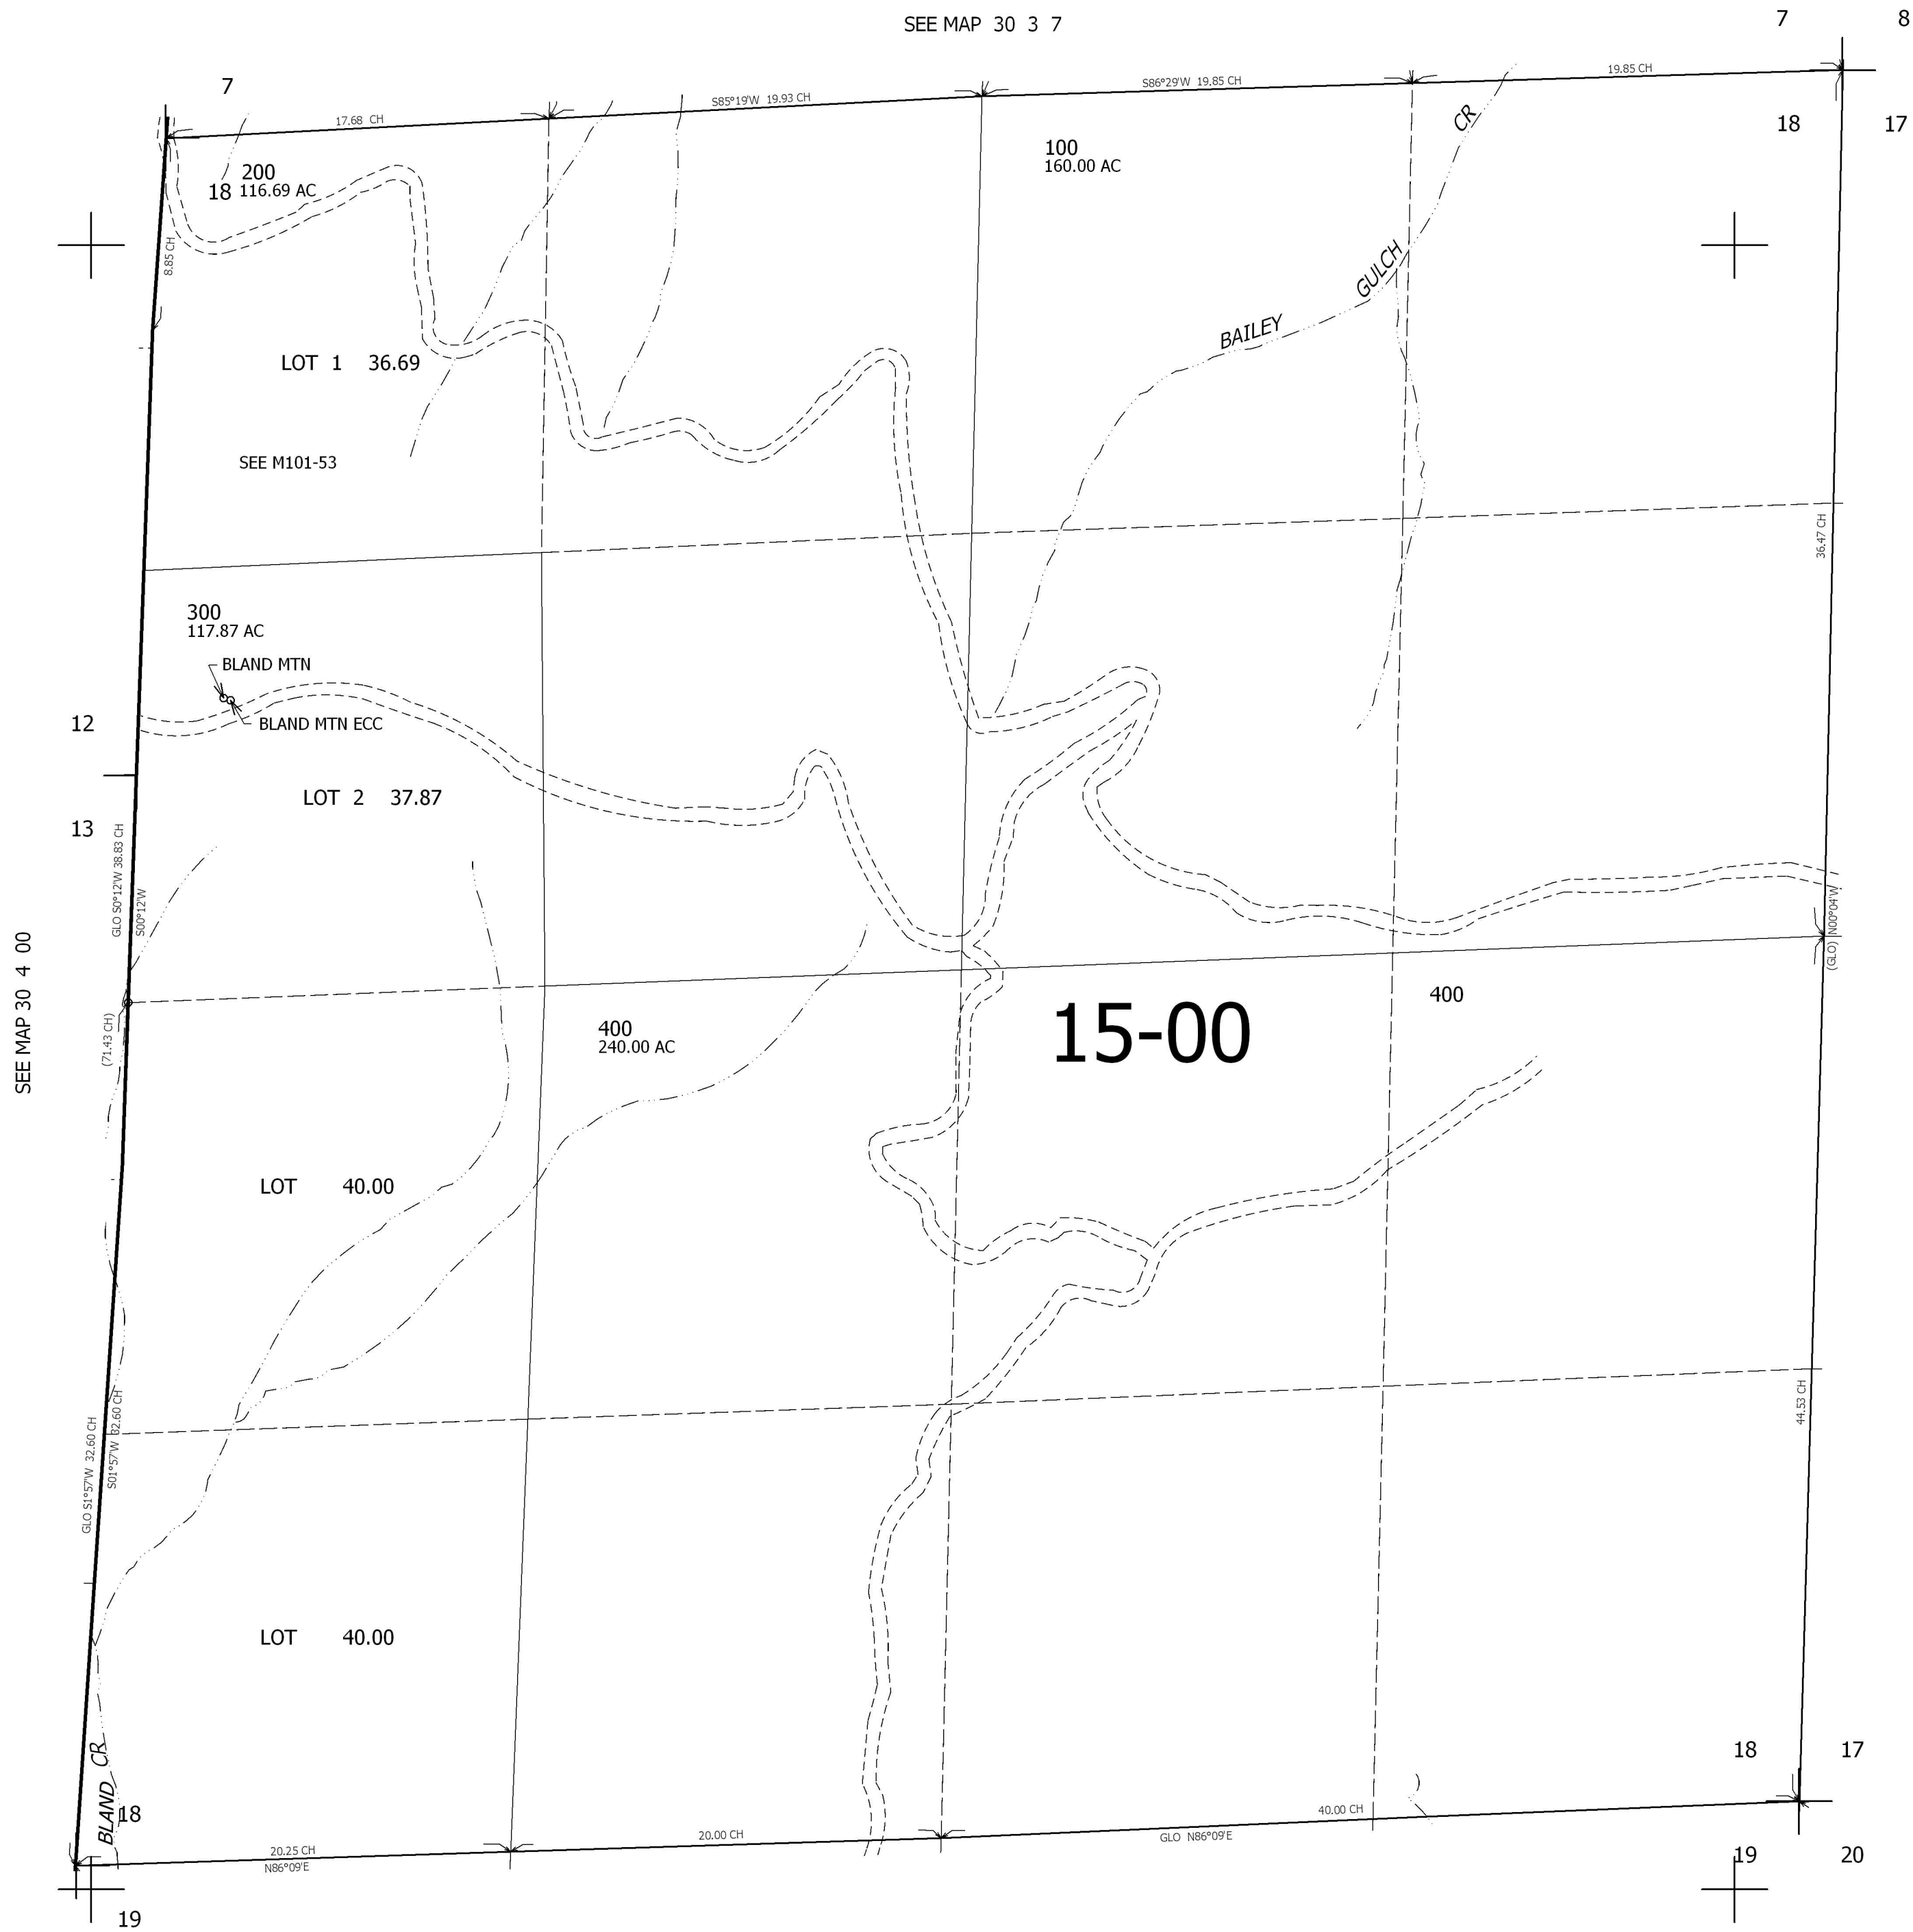 SEE MAP 30 3 7
7
8
7
19.85 CH
S86°29'W 19.85 CH
S85°19'W 19.93 CH
17.68 CH
CR
18
17
100
160.00 AC
200
18 116.69 AC
8.85 CH
GULCH
BAILEY
LOT 1 36.69
SEE M101-53
36.47 CH
300
117.87 AC
BLAND MTN
BLAND MTN ECC
12
LOT 2 37.87
13
GLO S0°12'W 38.83 CH
S00°12'W
(GLO) N00°04'W
SEE MAP 30 4 00
(71.43 CH)
400
15-00
400
240.00 AC
LOT 40.00
44.53 CH
GLO S1°57'W 32.60 CH
S01°57'W 32.60 CH
LOT 40.00
BLAND CR
18
18
17
40.00 CH
20.00 CH
GLO N86°09'E
20.25 CH
N86°09'E
19
20
19